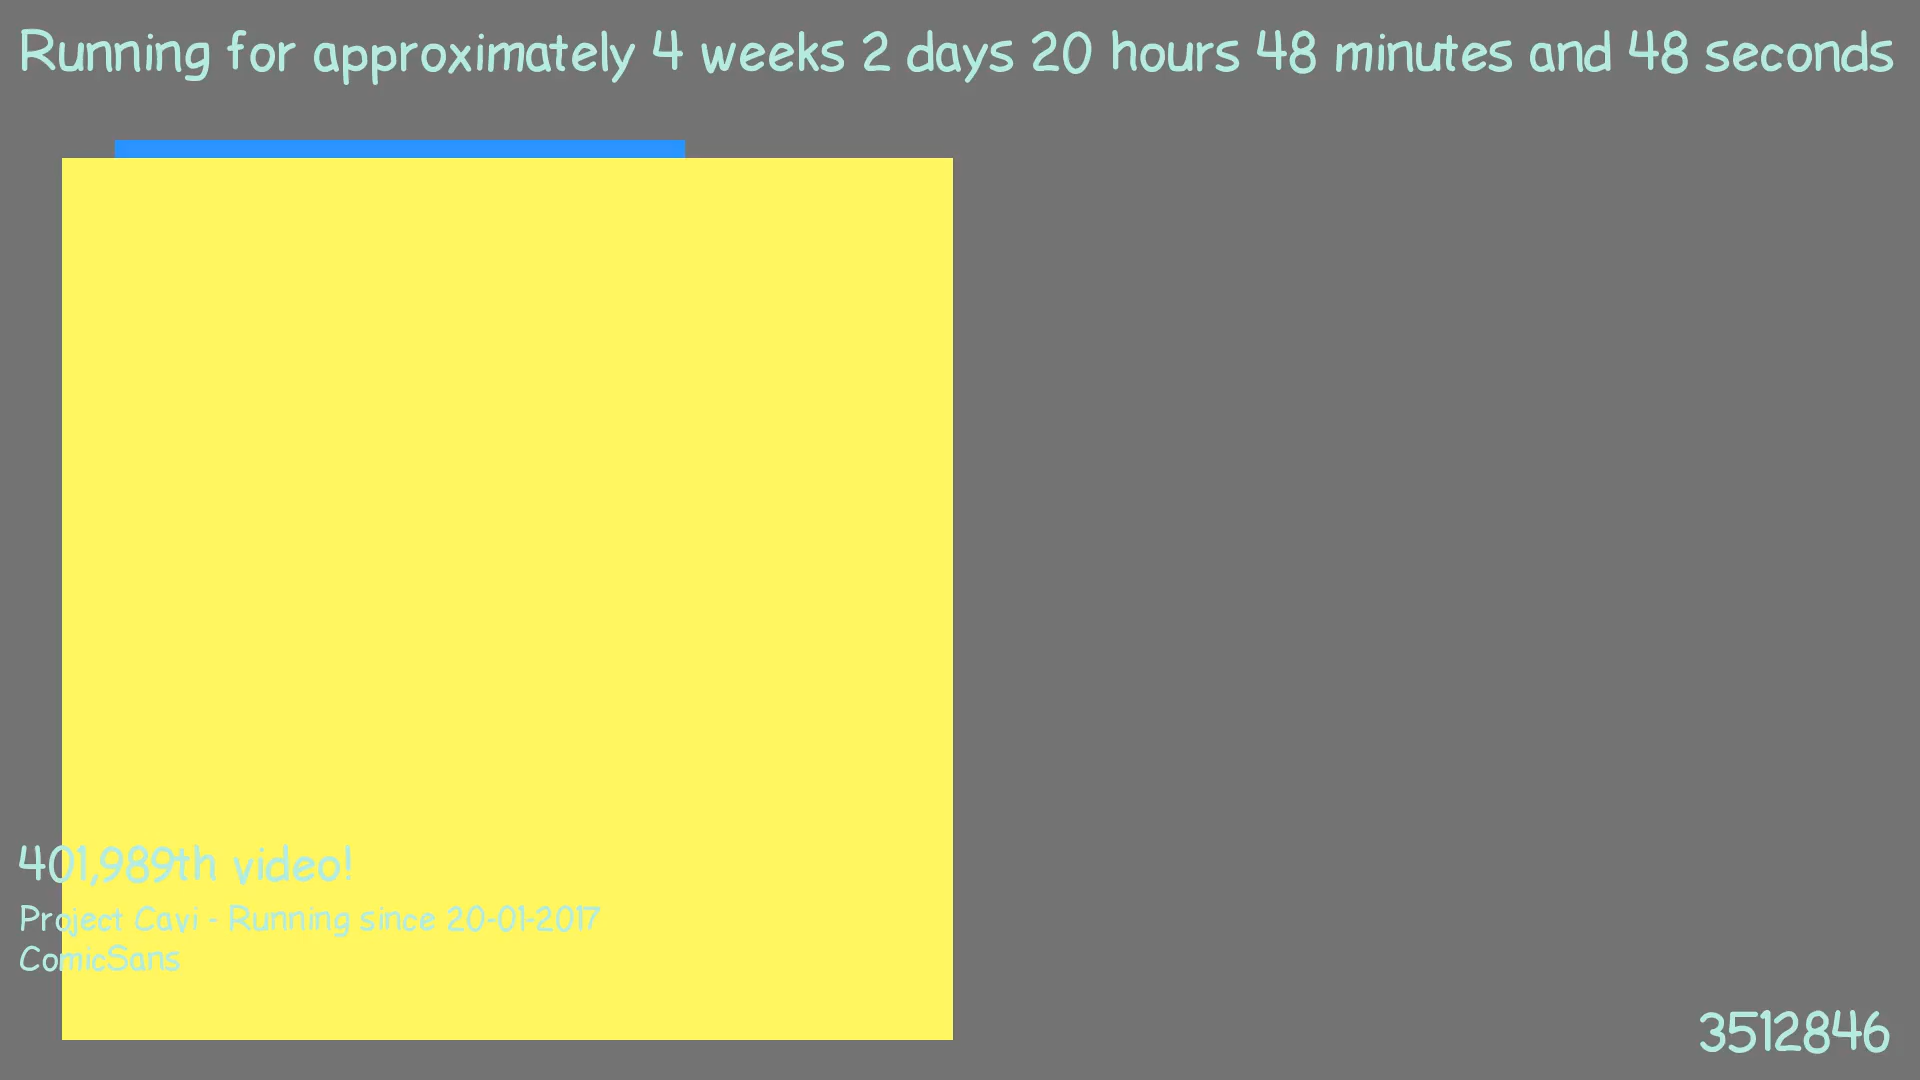 Running for approximately 4 weeks 2 days 20 hours 48 minutes and 48 seconds
401,989th video!
Project Cavi - Running since 20-01-2017
ComicSans
3512846